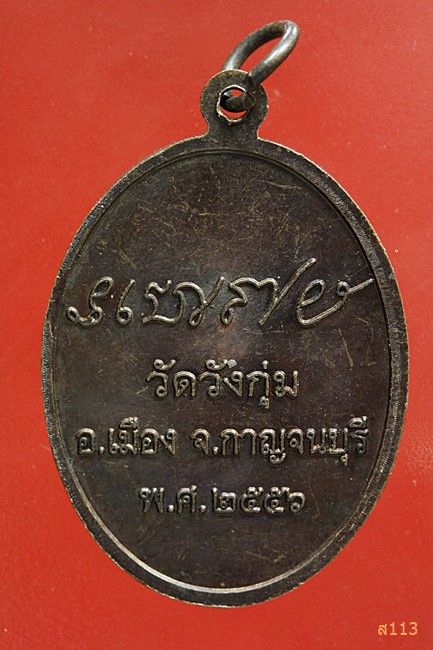 วัดวังกุ่ม
อ.เมือง จ.กาญจนบุรี
พ.ศ.๒๕๕๖
ส113